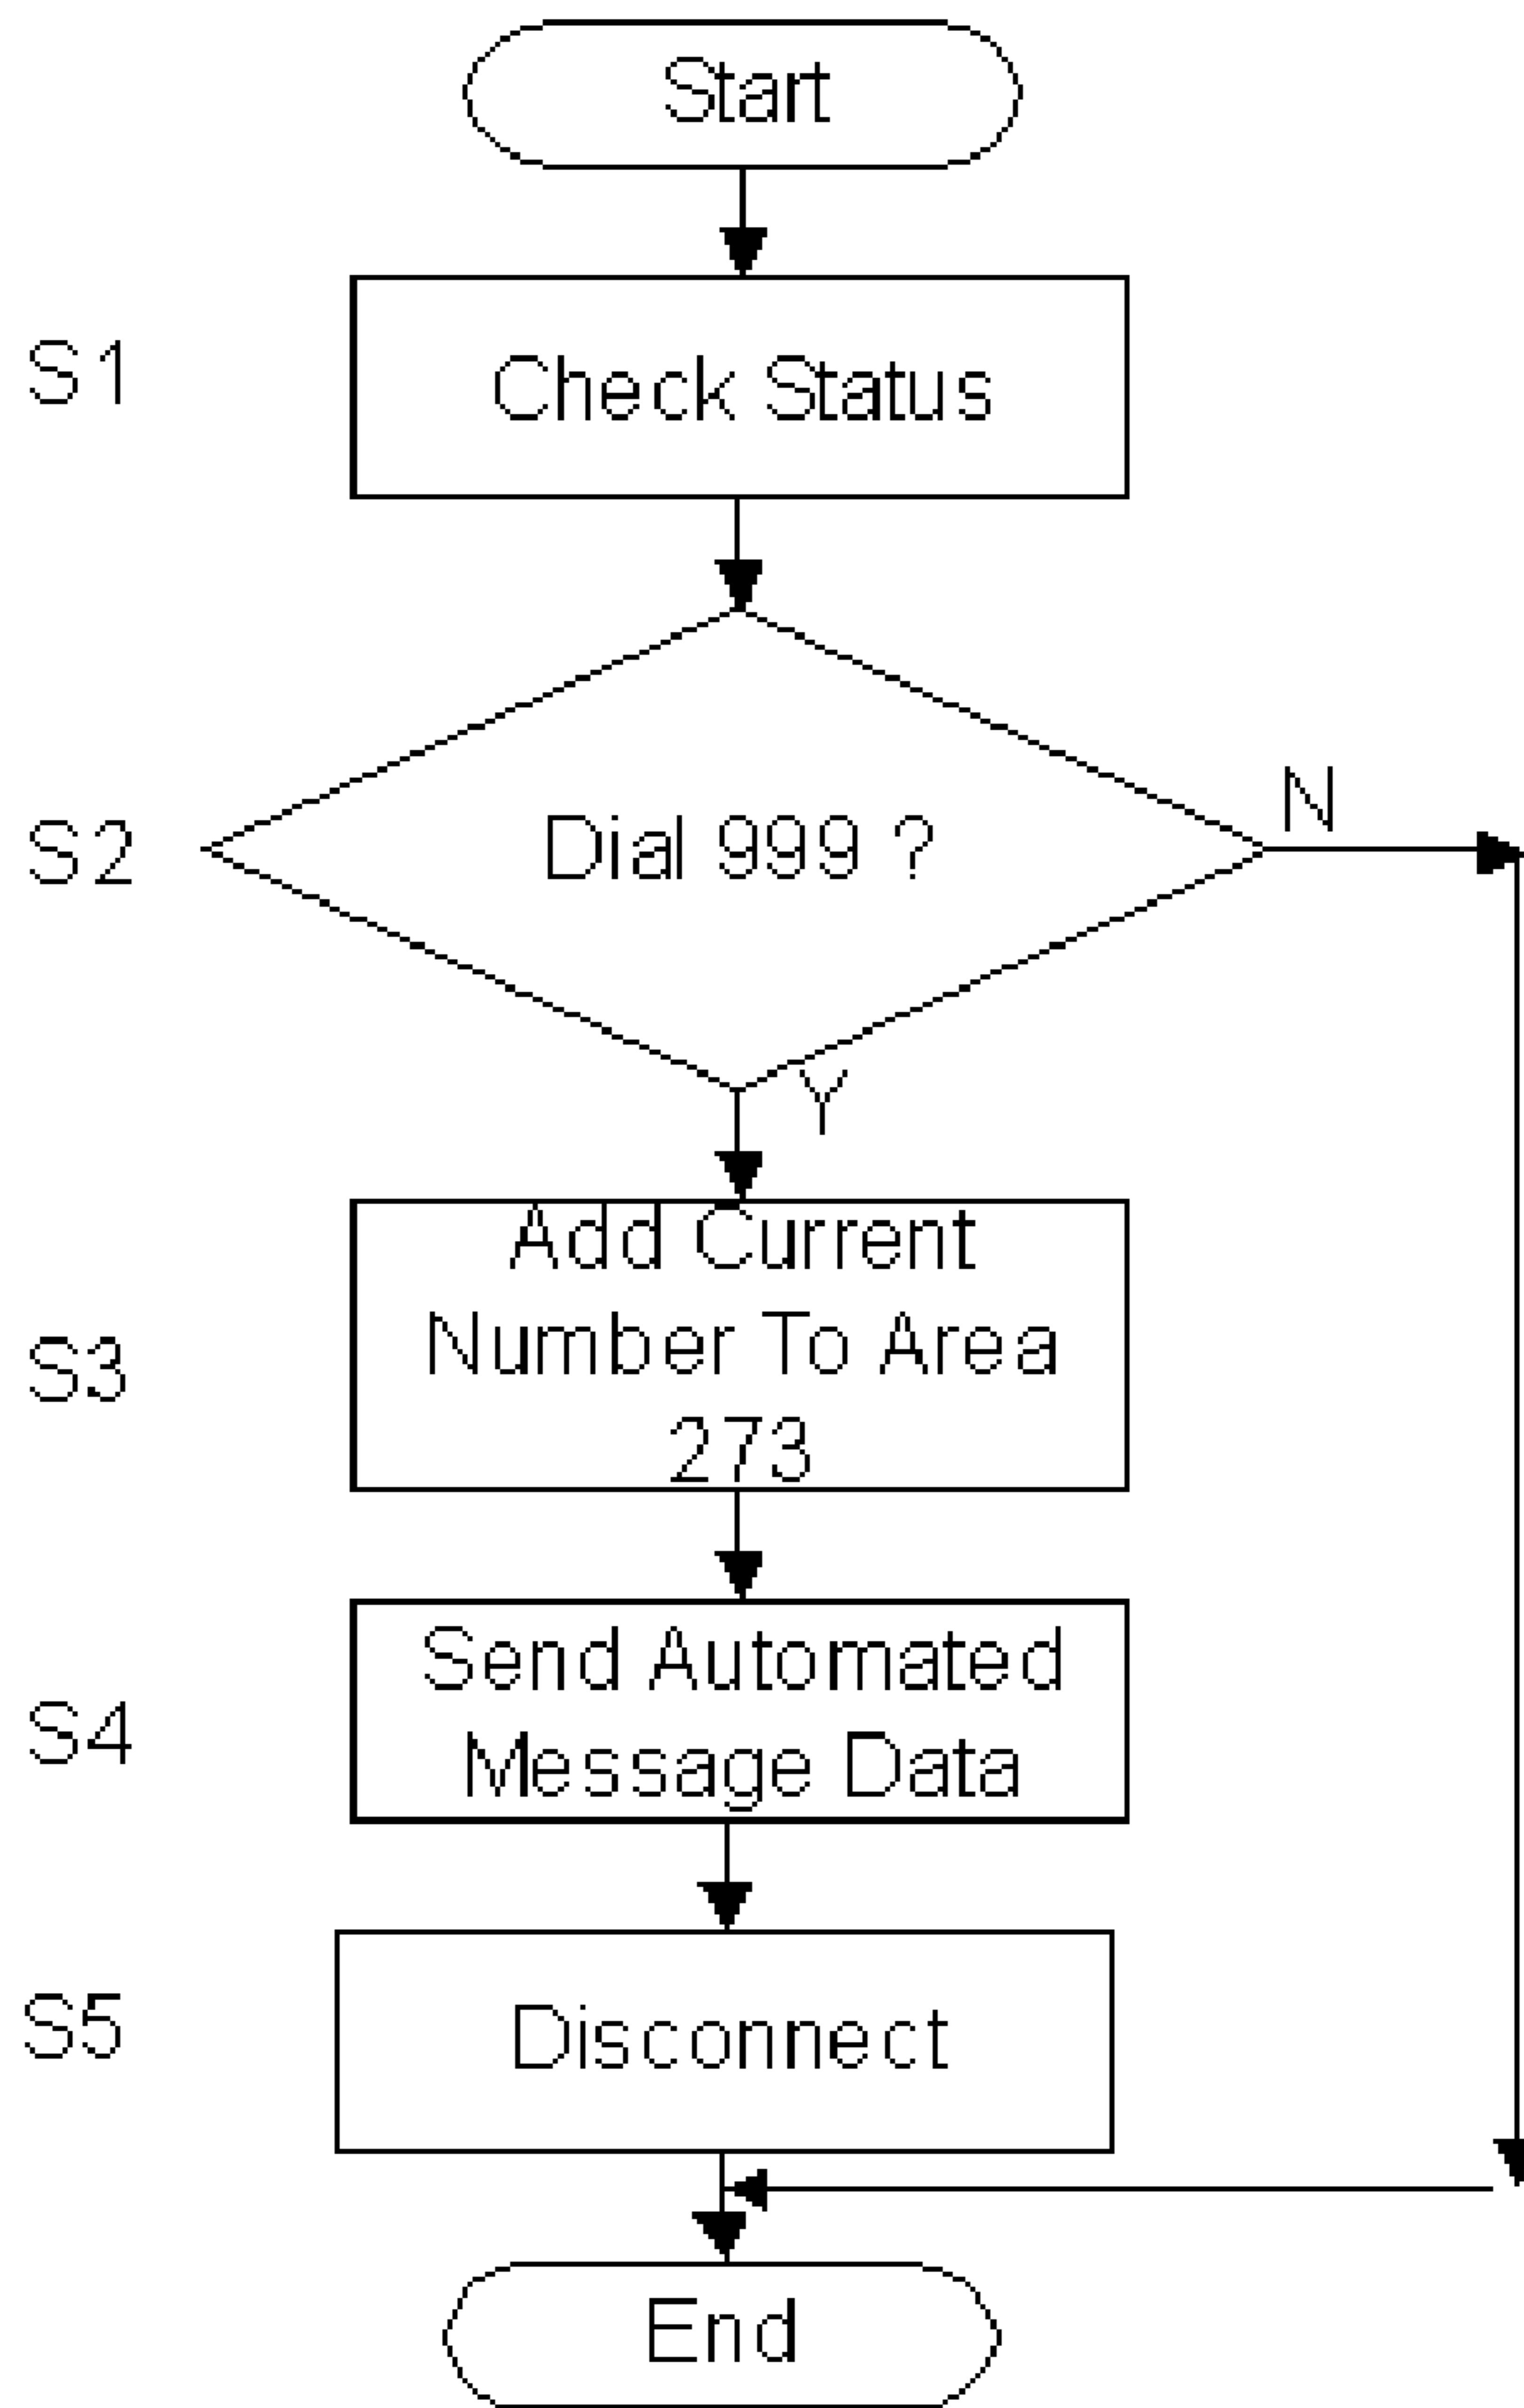 Start
S1
Check Status
S2
Dial 999 ?
N
Y
S3
Add Current
Number To Area
273
S4
Send Automated
Message Data
S5
Disconnect
End